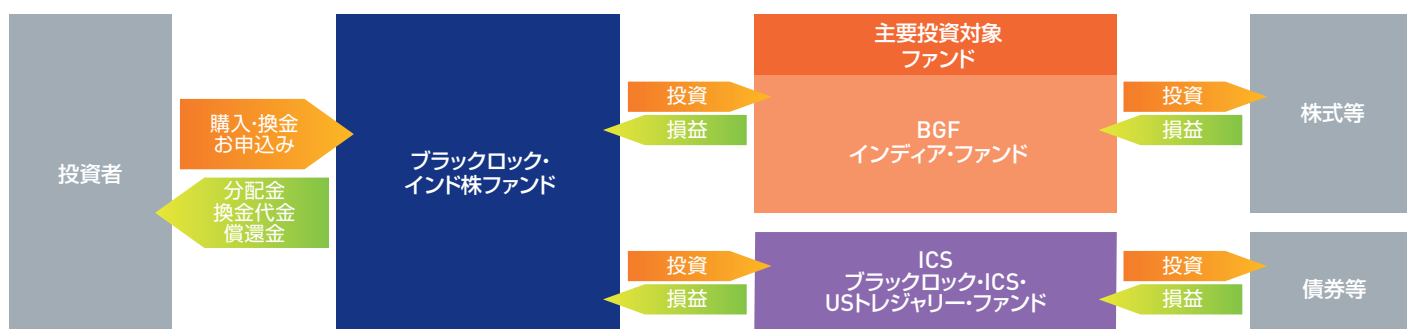 投資者
購入・換金
お申込み
分配金
換金代金
償還金
ブラックロック・
インド株ファンド
投資
損益
主要投資対象
ファンド
BGF
インディア・ファンド
投資
損益
株式等
投資
損益
ICS
ブラックロック・ICS・
USトレジャリー・ファンド
投資
損益
債券等